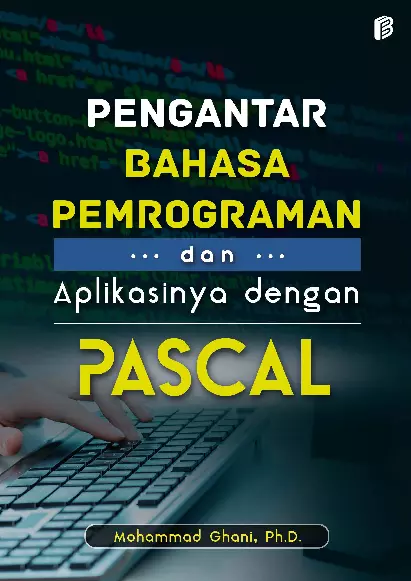 PENGANTAR
BAHASA
PEMROGRAMAN
... dan ...
Aplikasinya dengan
PASCAL
Mohammad Ghani, Ph.D.